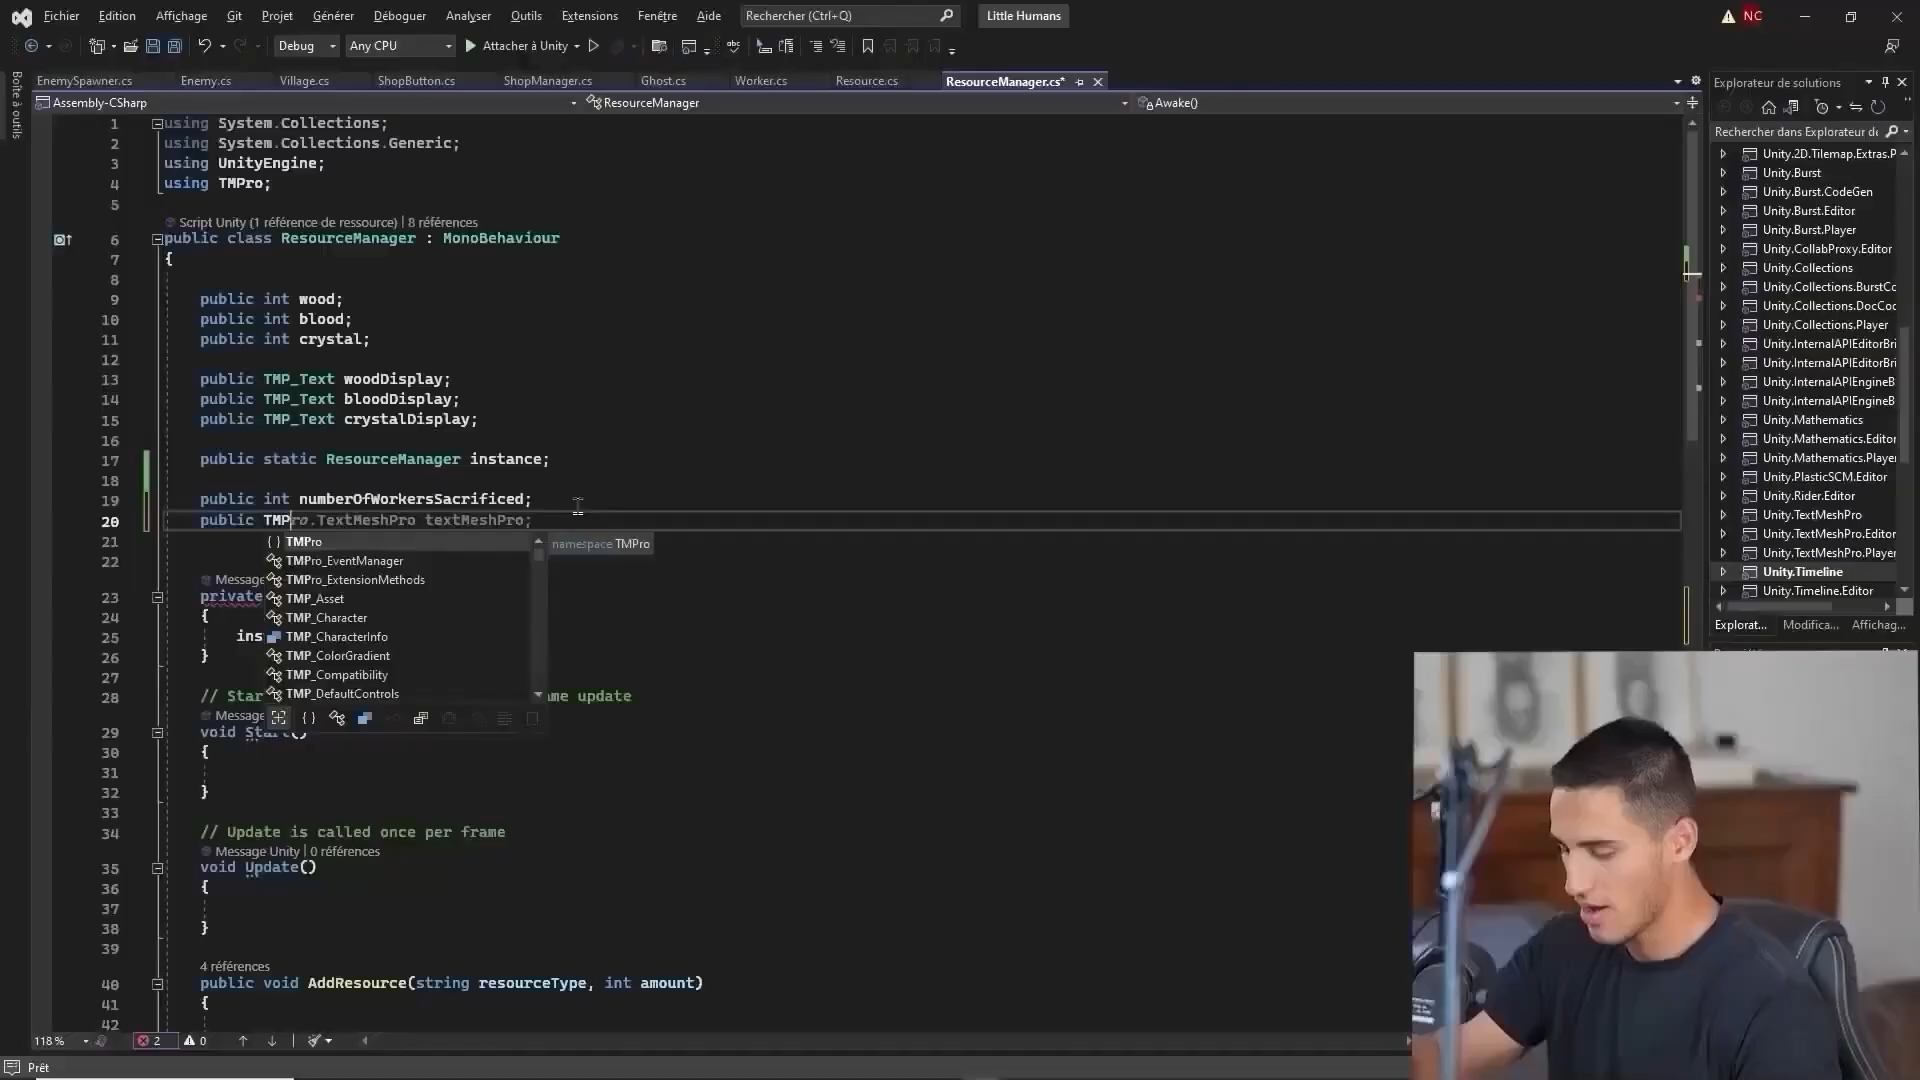 Fichier Edition Affichage Git Projet Générer Déboguer Analyser Outils Extensions Fenêtre Aide Rechercher (Ctrl+Q) Little Humans NC
Debug Any CPU Attacher à Unity
Boîte à outils
EnemySpawner.cs Enemy.cs Village.cs ShopButton.cs ShopManager.cs Ghost.cs Worker.cs Resource.cs ResourceManager.cs*
Assembly-CSharp ResourceManager Awake()
1 using System.Collections;
2 using System.Collections.Generic;
3 using UnityEngine;
4 using TMPro;
5
Script Unity (1 référence de ressource) | 8 références
6 public class ResourceManager : MonoBehaviour
7 {
8
9 public int wood;
10 public int blood;
11 public int crystal;
12
13 public TMP_Text woodDisplay;
14 public TMP_Text bloodDisplay;
15 public TMP_Text crystalDisplay;
16
17 public static ResourceManager instance;
18
19 public int numberOfWorkersSacrificed;
20 public TMPro.TextMeshPro textMeshPro;
21
22
TMPro
namespace TMPro
TMPro_EventManager
TMPro_ExtensionMethods
TMP_Asset
TMP_Character
TMP_CharacterInfo
TMP_ColorGradient
TMP_Compatibility
TMP_DefaultControls
Message
23 private
24 {
25 ins
26 }
27
28 // Star me update
Message
29 void Start()
30 {
31
32 }
33
34 // Update is called once per frame
Message Unity | 0 références
35 void Update()
36 {
37
38 }
39
4 références
40 public void AddResource(string resourceType, int amount)
41 {
42
118 % 2 0
Prêt
Explorateur de solutions
Rechercher dans Explorateur de
Unity.2D.Tilemap.Extras.P
Unity.Burst
Unity.Burst.CodeGen
Unity.Burst.Editor
Unity.Burst.Player
Unity.CollabProxy.Editor
Unity.Collections
Unity.Collections.BurstCo
Unity.Collections.DocCoc
Unity.Collections.Player
Unity.InternalAPIEditorBri
Unity.InternalAPIEditorBri
Unity.InternalAPIEngineB
Unity.InternalAPIEngineB
Unity.Mathematics
Unity.Mathematics.Editor
Unity.Mathematics.Player
Unity.PlasticSCM.Editor
Unity.Rider.Editor
Unity.TextMeshPro
Unity.TextMeshPro.Editor
Unity.TextMeshPro.Player
Unity.Timeline
Unity.Timeline.Editor
Explorat... Modifica... Affichag...